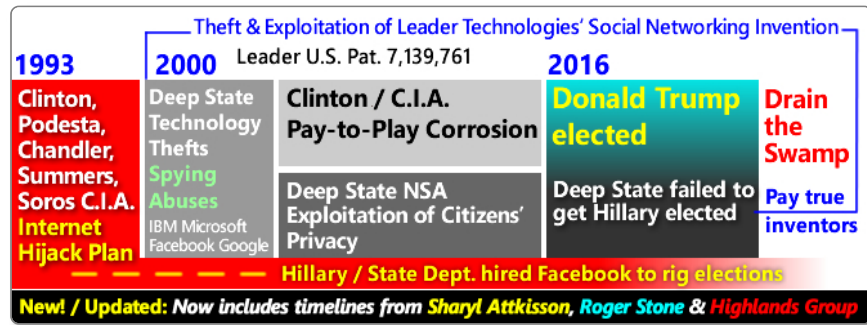 Theft & Exploitation of Leader Technologies' Social Networking Invention
Leader U.S. Pat. 7,139,761
1993
Clinton,
Podesta,
Chandler,
Summers,
Soros C.I.A.
Internet
Hijack Plan
2000
Deep State
Technology
Thefts
Spying
Abuses
IBM Microsoft
Facebook Google
Clinton / C.I.A.
Pay-to-Play Corrosion
Deep State NSA
Exploitation of Citizens'
Privacy
2016
Donald Trump
elected
Deep State failed to
get Hillary elected
Drain
the
Swamp
Pay true
inventors
Hillary / State Dept. hired Facebook to rig elections
New! / Updated: Now includes timelines from Sharyl Attkisson, Roger Stone & Highlands Group